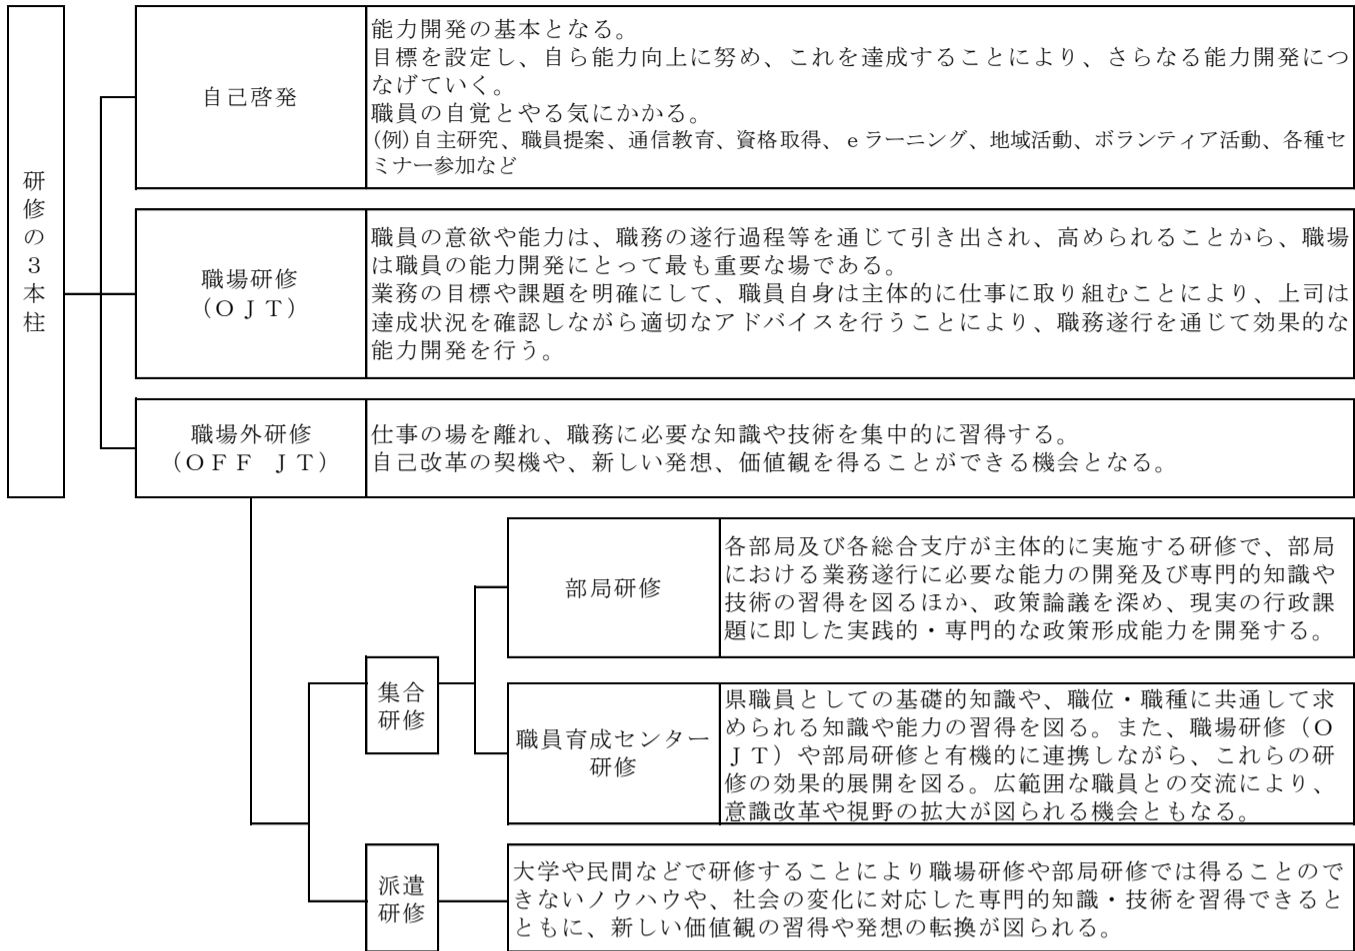 研修の３本柱
自己啓発
能力開発の基本となる。
目標を設定し、自ら能力向上に努め、これを達成することにより、さらなる能力開発につ
なげていく。
職員の自覚とやる気にかかる。
(例)自主研究、職員提案、通信教育、資格取得、ｅラーニング、地域活動、ボランティア活動、各種セ
ミナー参加など
職場研修
（ＯＪＴ）
職員の意欲や能力は、職務の遂行過程等を通じて引き出され、高められることから、職場
は職員の能力開発にとって最も重要な場である。
業務の目標や課題を明確にして、職員自身は主体的に仕事に取り組むことにより、上司は
達成状況を確認しながら適切なアドバイスを行うことにより、職務遂行を通じて効果的な
能力開発を行う。
職場外研修
（ＯＦＦ ＪＴ）
仕事の場を離れ、職務に必要な知識や技術を集中的に習得する。
自己改革の契機や、新しい発想、価値観を得ることができる機会となる。
集合
研修
部局研修
各部局及び各総合支庁が主体的に実施する研修で、部局
における業務遂行に必要な能力の開発及び専門的知識や
技術の習得を図るほか、政策論議を深め、現実の行政課
題に即した実践的・専門的な政策形成能力を開発する。
職員育成センター
研修
県職員としての基礎的知識や、職位・職種に共通して求
められる知識や能力の習得を図る。また、職場研修（Ｏ
ＪＴ）や部局研修と有機的に連携しながら、これらの研
修の効果的展開を図る。広範囲な職員との交流により、
意識改革や視野の拡大が図られる機会ともなる。
派遣
研修
大学や民間などで研修することにより職場研修や部局研修では得ることので
きないノウハウや、社会の変化に対応した専門的知識・技術を習得できると
ともに、新しい価値観の習得や発想の転換が図られる。